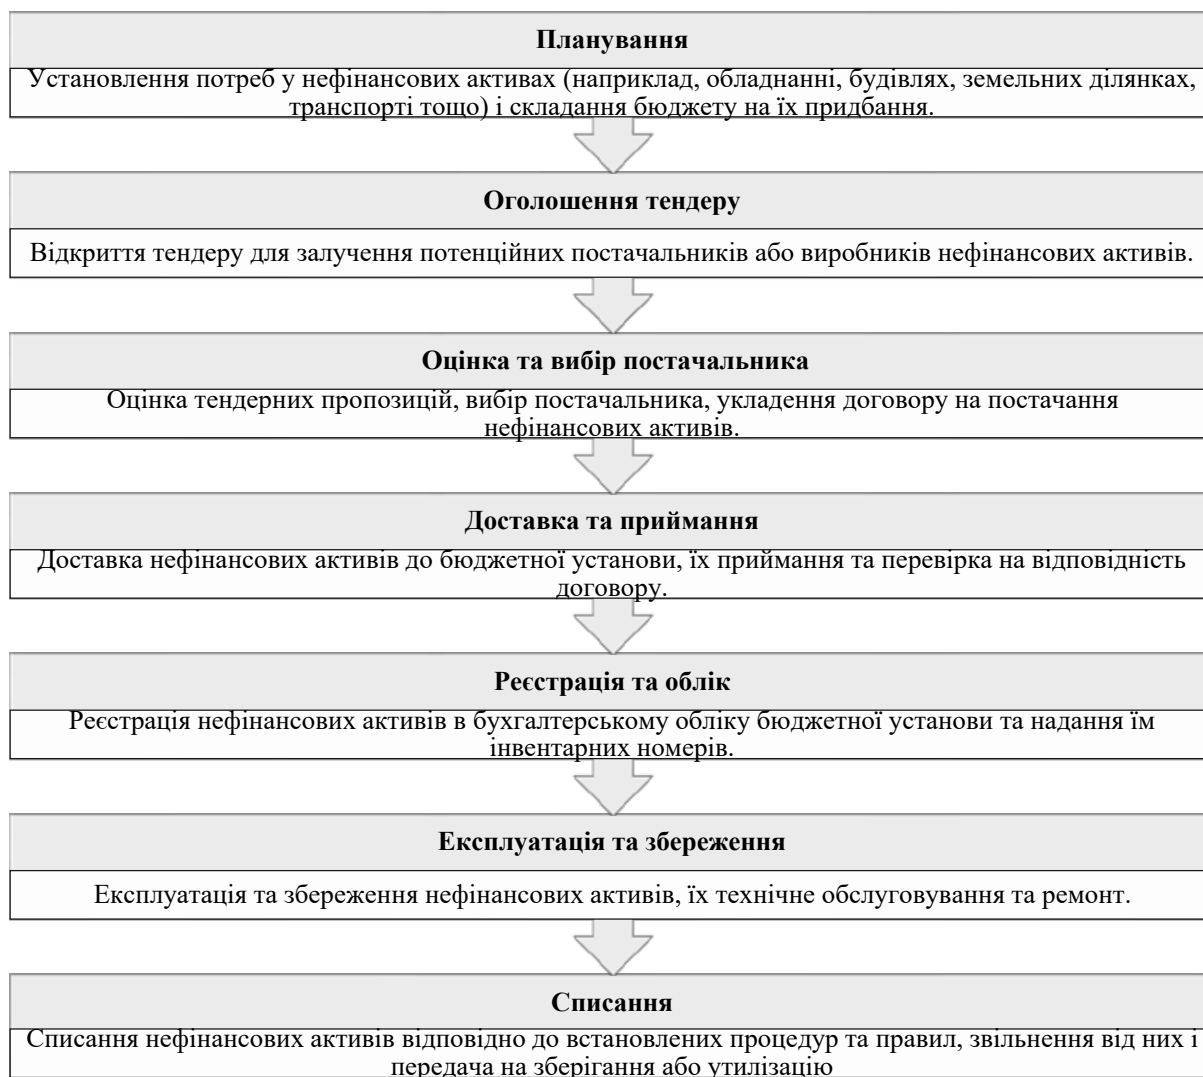 Планування
Установлення потреб у нефінансових активах (наприклад, обладнанні, будівлях, земельних ділянках,
транспорті тощо) і складання бюджету на їх придбання.
Оголошення тендеру
Відкриття тендеру для залучення потенційних постачальників або виробників нефінансових активів.
Оцінка та вибір постачальника
Оцінка тендерних пропозицій, вибір постачальника, укладення договору на постачання
нефінансових активів.
Доставка та приймання
Доставка нефінансових активів до бюджетної установи, їх приймання та перевірка на відповідність
договору.
Реєстрація та облік
Реєстрація нефінансових активів в бухгалтерському обліку бюджетної установи та надання їм
інвентарних номерів.
Експлуатація та збереження
Експлуатація та збереження нефінансових активів, їх технічне обслуговування та ремонт.
Списання
Списання нефінансових активів відповідно до встановлених процедур та правил, звільнення від них і
передача на зберігання або утилізацію